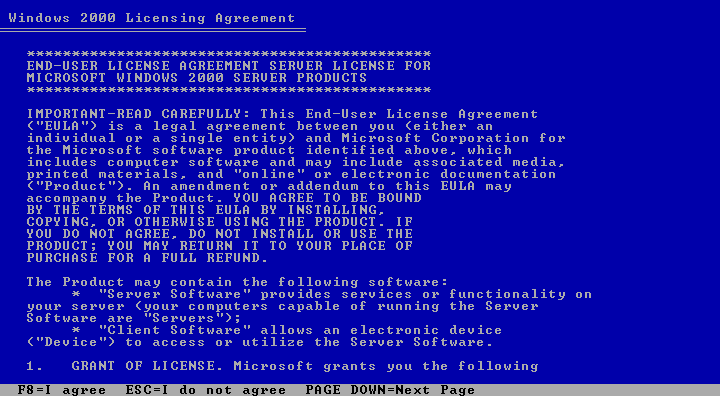 Windows 2000 Licensing Agreement
*********************************************
END-USER LICENSE AGREEMENT SERVER LICENSE FOR
MICROSOFT WINDOWS 2000 SERVER PRODUCTS
*********************************************
IMPORTANT-READ CAREFULLY: This End-User License Agreement
("EULA") is a legal agreement between you (either an
individual or a single entity) and Microsoft Corporation for
the Microsoft software product identified above, which
includes computer software and may include associated media,
printed materials, and "online" or electronic documentation
("Product"). An amendment or addendum to this EULA may
accompany the Product. YOU AGREE TO BE BOUND
BY THE TERMS OF THIS EULA BY INSTALLING,
COPYING, OR OTHERWISE USING THE PRODUCT. IF
YOU DO NOT AGREE, DO NOT INSTALL OR USE THE
PRODUCT; YOU MAY RETURN IT TO YOUR PLACE OF
PURCHASE FOR A FULL REFUND.
The Product may contain the following software:
* "Server Software" provides services or functionality on
your server (your computers capable of running the Server
Software are "Servers");
* "Client Software" allows an electronic device
("Device") to access or utilize the Server Software.
1. GRANT OF LICENSE. Microsoft grants you the following
F8=I agree ESC=I do not agree PAGE DOWN=Next Page